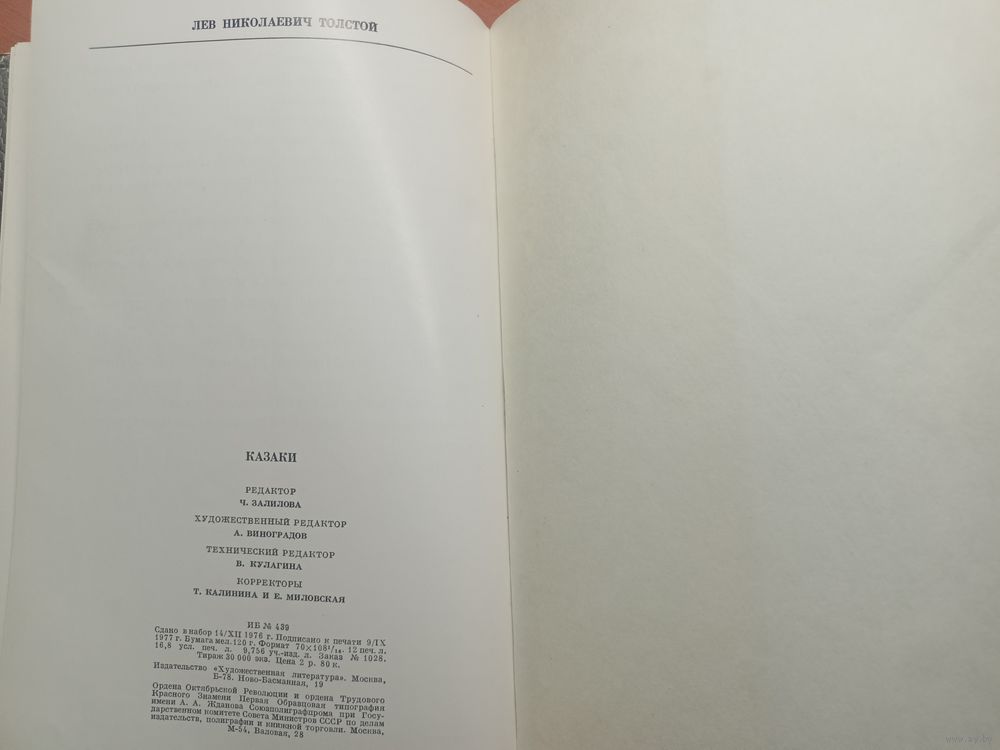 ЛЕВ НИКОЛАЕВИЧ ТОЛСТОЙ
КАЗАКИ
РЕДАКТОР
Ч. ЗАЛИЛОВА
ХУДОЖЕСТВЕННЫЙ РЕДАКТОР
А. ВИНОГРАДОВ
ТЕХНИЧЕСКИЙ РЕДАКТОР
В. КУЛАГИНА
КОРРЕКТОРЫ
Т. КАЛИНИНА И Е. МИЛОВСКАЯ
ИБ № 439
Сдано в набор 14/XII 1976 г. Подписано к печати 9/IX
1977 г. Бумага мел. 120 г. Формат 70×108¹/₁₆. 12 печ. л.
16,8 усл. печ. л. 9,756 уч.-изд. л. Заказ № 1028.
Тираж 30 000 экз. Цена 2 р. 80 к.
Издательство «Художественная литература». Москва,
Б-78. Ново-Басманная, 19
Ордена Октябрьской Революции и ордена Трудового
Красного Знамени Первая Образцовая типография
имени А. А. Жданова Союзполиграфпрома при Госу-
дарственном комитете Совета Министров СССР по делам
издательств, полиграфии и книжной торговли. Москва,
М-54, Валовая, 28